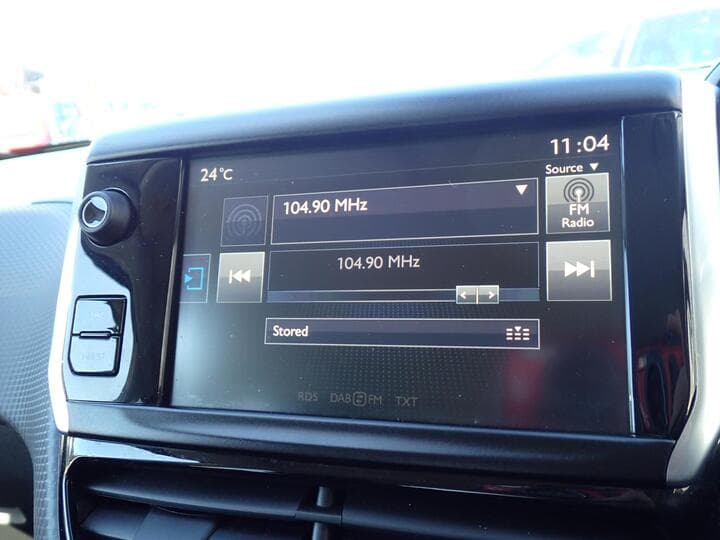 11:04
24°C
Source
104.90 MHz
FM
Radio
104.90 MHz
Stored
RDS DAB FM TXT